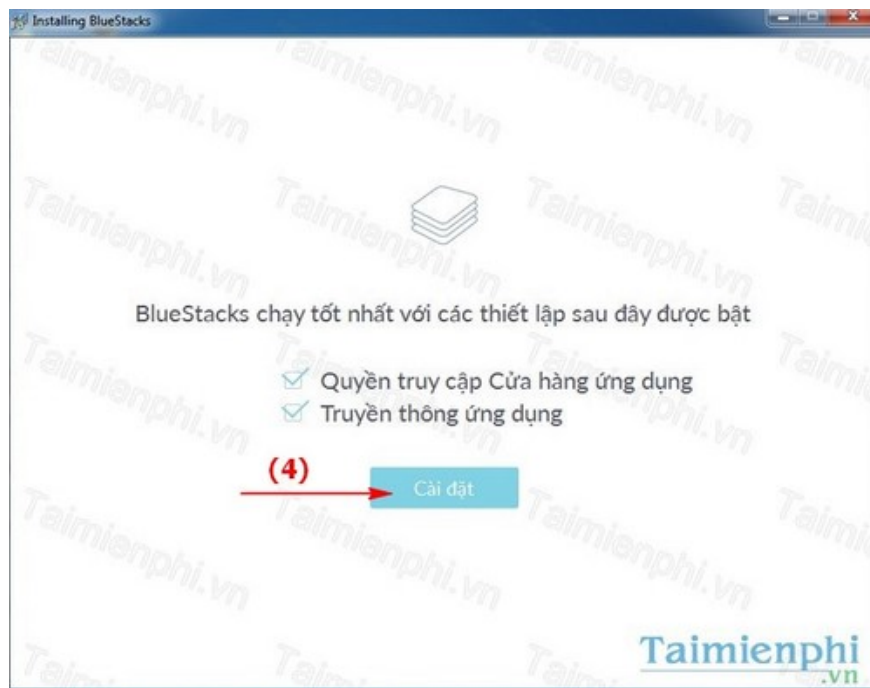 Installing BlueStacks
BlueStacks chạy tốt nhất với các thiết lập sau đây được bật
Quyền truy cập Cửa hàng ứng dụng
Truyền thông ứng dụng
(4)
Cài đặt
Taimienphi
.vn